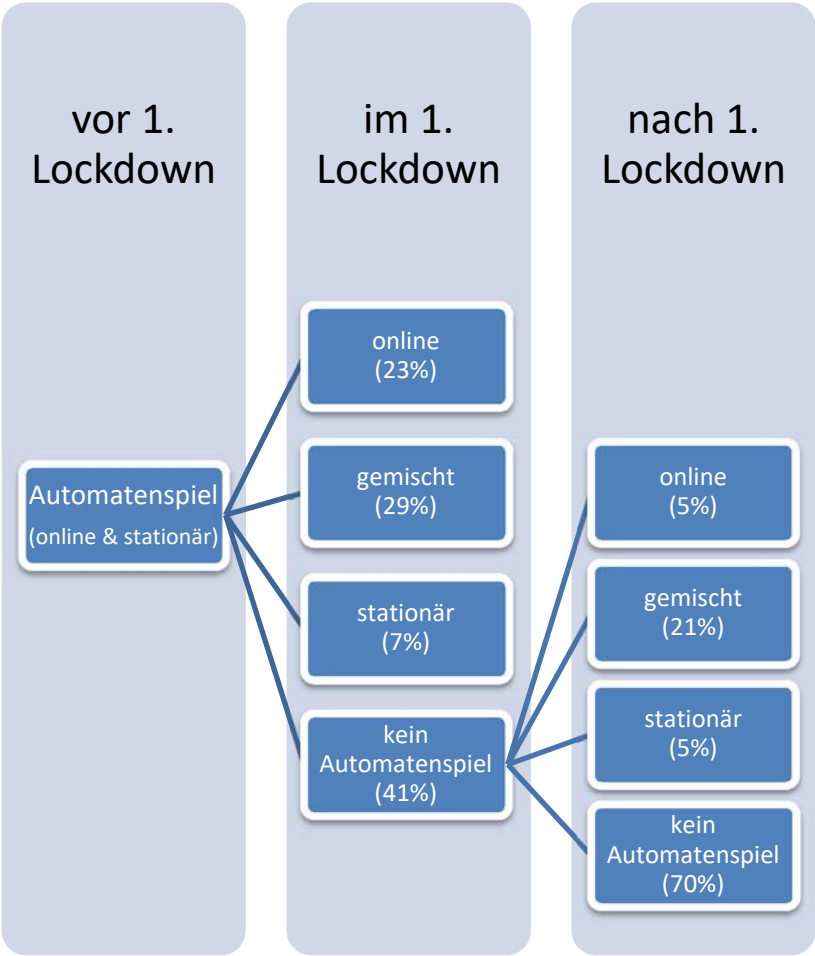 vor 1.
Lockdown
Automatenspiel
(online & stationär)
im 1.
Lockdown
online
(23%)
gemischt
(29%)
stationär
(7%)
kein
Automatenspiel
(41%)
nach 1.
Lockdown
online
(5%)
gemischt
(21%)
stationär
(5%)
kein
Automatenspiel
(70%)